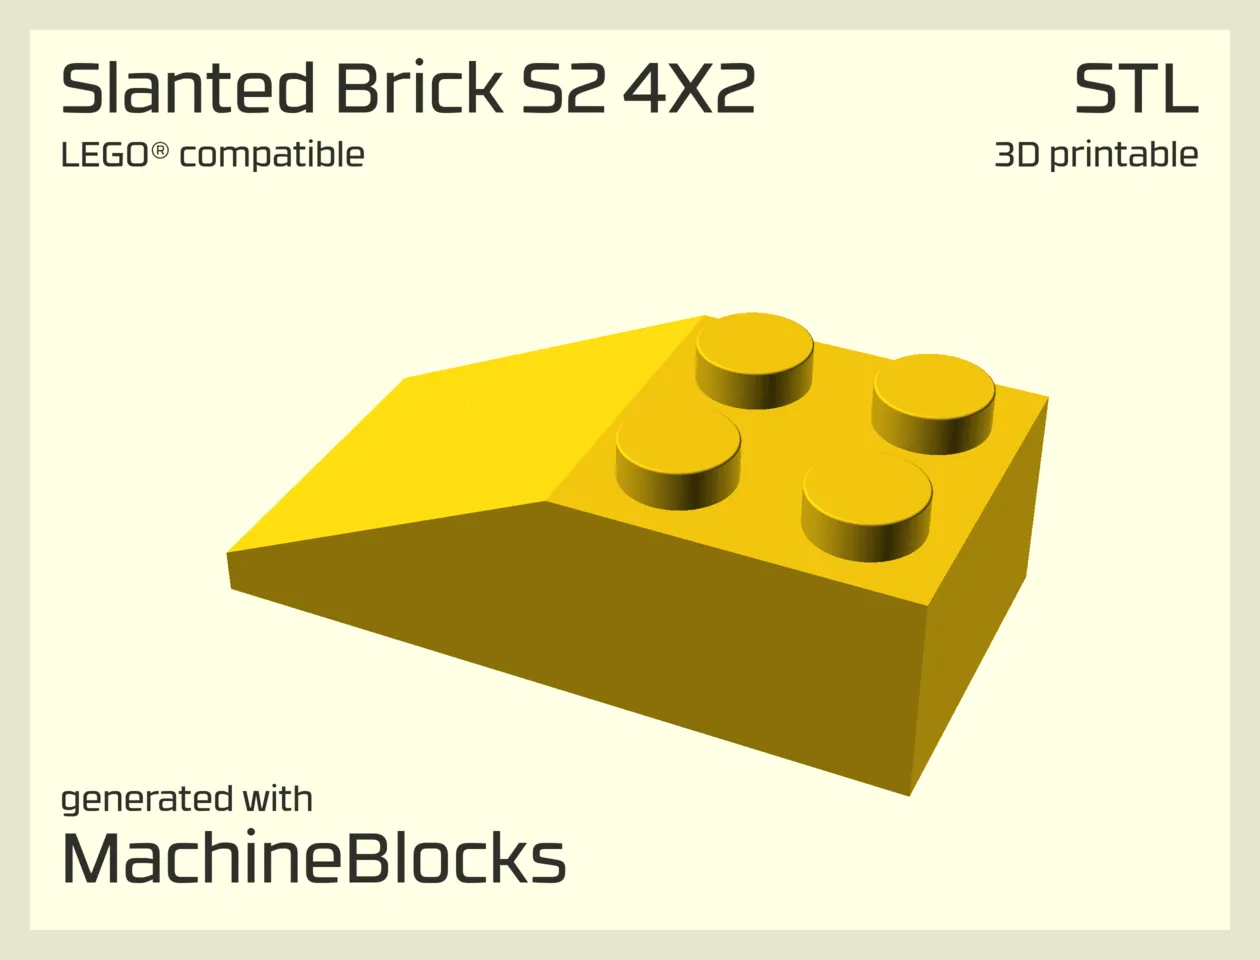 Slanted Brick S2 4X2
STL
LEGO® compatible
3D printable
generated with
MachineBlocks